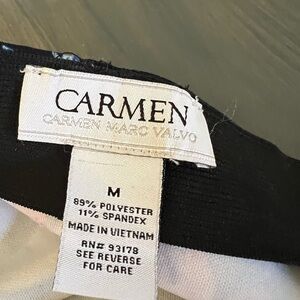 CARMEN
CARMEN MARC VALVO
M
89% POLYESTER
11% SPANDEX
MADE IN VIETNAM
RN# 93178
SEE REVERSE
FOR CARE